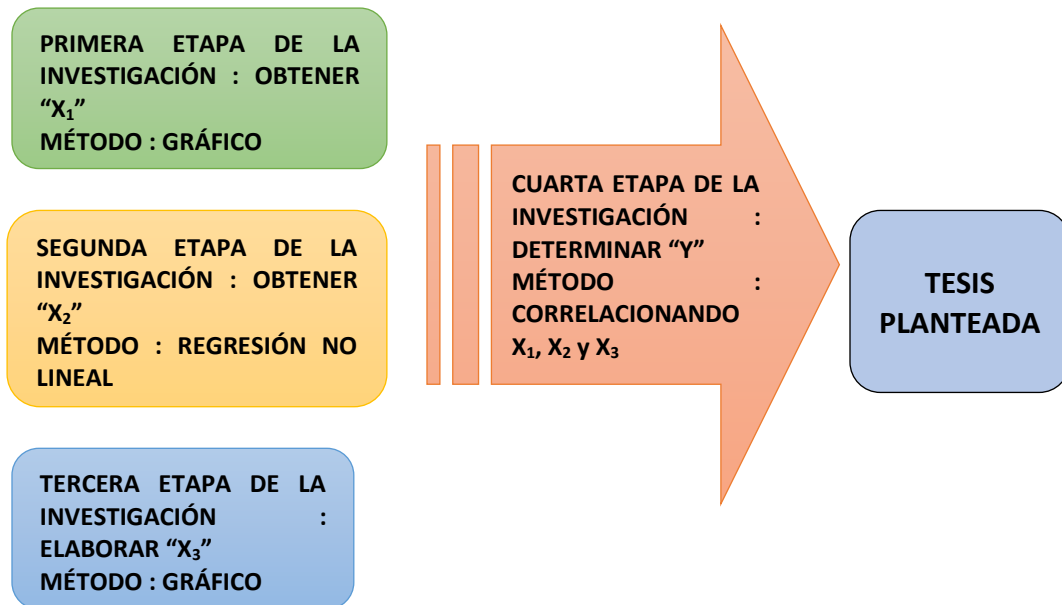 PRIMERA ETAPA DE LA
INVESTIGACIÓN : OBTENER
“X₁”
MÉTODO : GRÁFICO
SEGUNDA ETAPA DE LA
INVESTIGACIÓN : OBTENER
“X₂”
MÉTODO : REGRESIÓN NO
LINEAL
TERCERA ETAPA DE LA
INVESTIGACIÓN :
ELABORAR “X₃”
MÉTODO : GRÁFICO
CUARTA ETAPA DE LA
INVESTIGACIÓN :
DETERMINAR “Y”
MÉTODO :
CORRELACIONANDO
X₁, X₂ y X₃
TESIS
PLANTEADA